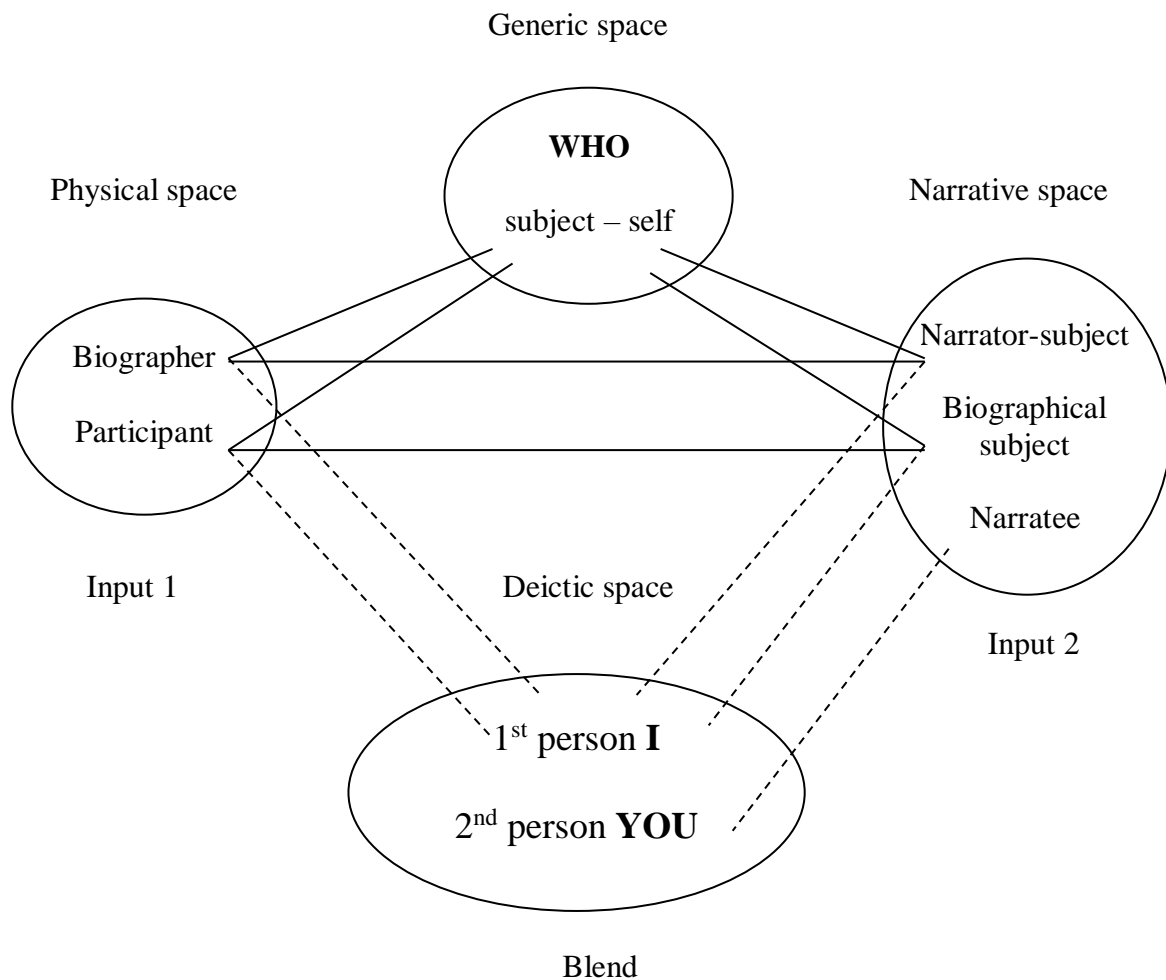 Generic space
WHO
Physical space
Narrative space
subject – self
Narrator-subject
Biographer
Biographical
subject
Participant
Narratee
Input 1
Deictic space
Input 2
1st person I
2nd person YOU
Blend